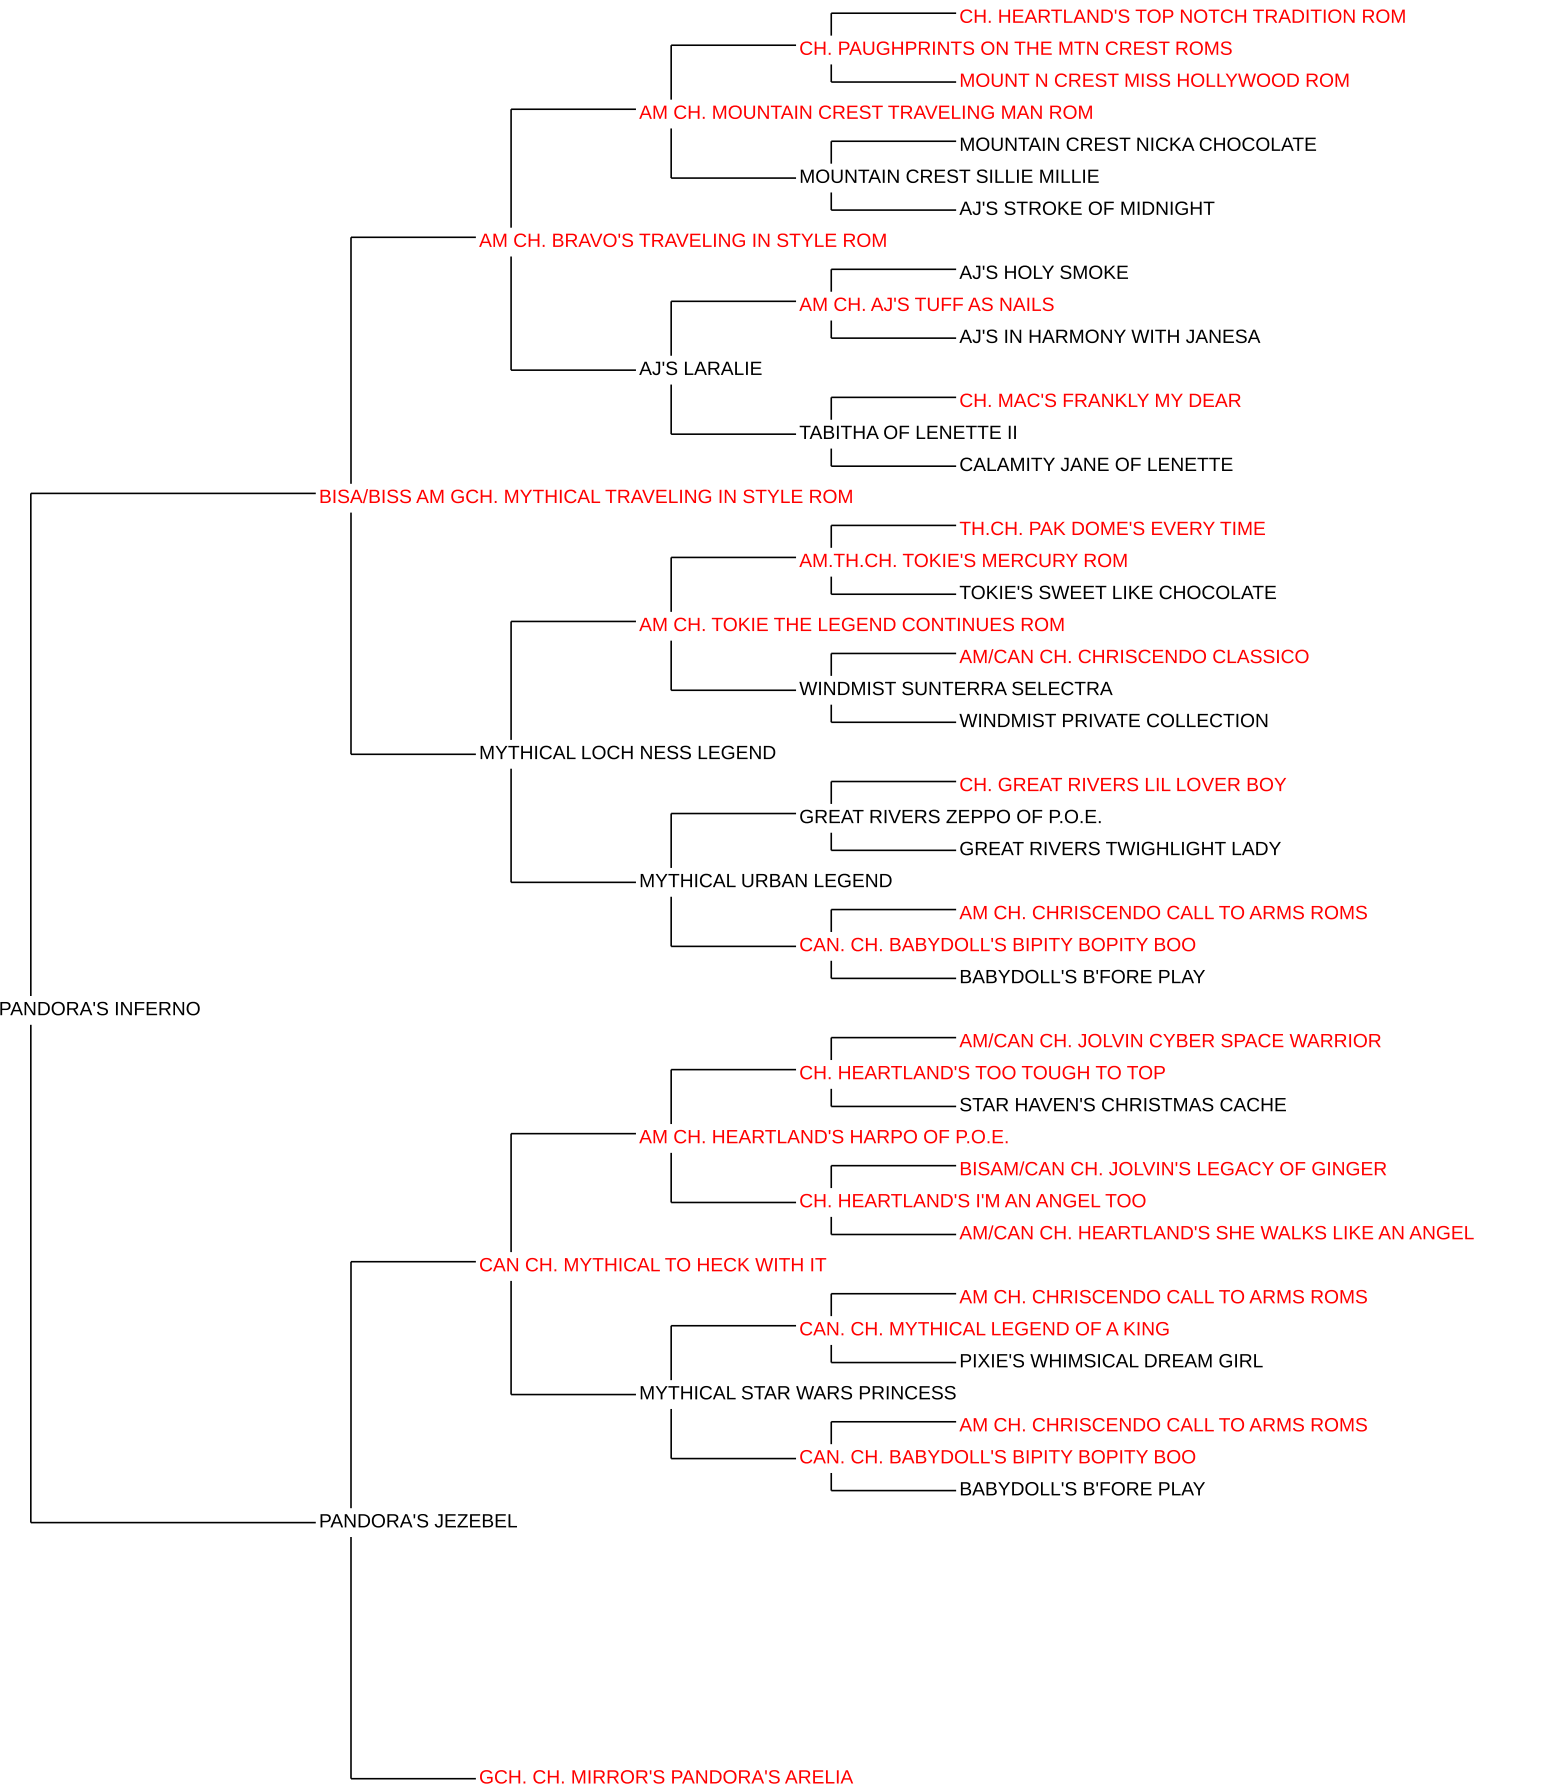 CH. HEARTLAND'S TOP NOTCH TRADITION ROM
CH. PAUGHPRINTS ON THE MTN CREST ROMS
MOUNT N CREST MISS HOLLYWOOD ROM
AM CH. MOUNTAIN CREST TRAVELING MAN ROM
MOUNTAIN CREST NICKA CHOCOLATE
MOUNTAIN CREST SILLIE MILLIE
AJ'S STROKE OF MIDNIGHT
AM CH. BRAVO'S TRAVELING IN STYLE ROM
AJ'S HOLY SMOKE
AM CH. AJ'S TUFF AS NAILS
AJ'S IN HARMONY WITH JANESA
AJ'S LARALIE
CH. MAC'S FRANKLY MY DEAR
TABITHA OF LENETTE II
CALAMITY JANE OF LENETTE
BISA/BISS AM GCH. MYTHICAL TRAVELING IN STYLE ROM
TH.CH. PAK DOME'S EVERY TIME
AM.TH.CH. TOKIE'S MERCURY ROM
TOKIE'S SWEET LIKE CHOCOLATE
AM CH. TOKIE THE LEGEND CONTINUES ROM
AM/CAN CH. CHRISCENDO CLASSICO
WINDMIST SUNTERRA SELECTRA
WINDMIST PRIVATE COLLECTION
MYTHICAL LOCH NESS LEGEND
CH. GREAT RIVERS LIL LOVER BOY
GREAT RIVERS ZEPPO OF P.O.E.
GREAT RIVERS TWIGHLIGHT LADY
MYTHICAL URBAN LEGEND
AM CH. CHRISCENDO CALL TO ARMS ROMS
CAN. CH. BABYDOLL'S BIPITY BOPITY BOO
BABYDOLL'S B'FORE PLAY
PANDORA'S INFERNO
AM/CAN CH. JOLVIN CYBER SPACE WARRIOR
CH. HEARTLAND'S TOO TOUGH TO TOP
STAR HAVEN'S CHRISTMAS CACHE
AM CH. HEARTLAND'S HARPO OF P.O.E.
BISAM/CAN CH. JOLVIN'S LEGACY OF GINGER
CH. HEARTLAND'S I'M AN ANGEL TOO
AM/CAN CH. HEARTLAND'S SHE WALKS LIKE AN ANGEL
CAN CH. MYTHICAL TO HECK WITH IT
AM CH. CHRISCENDO CALL TO ARMS ROMS
CAN. CH. MYTHICAL LEGEND OF A KING
PIXIE'S WHIMSICAL DREAM GIRL
MYTHICAL STAR WARS PRINCESS
AM CH. CHRISCENDO CALL TO ARMS ROMS
CAN. CH. BABYDOLL'S BIPITY BOPITY BOO
BABYDOLL'S B'FORE PLAY
PANDORA'S JEZEBEL
GCH. CH. MIRROR'S PANDORA'S ARELIA